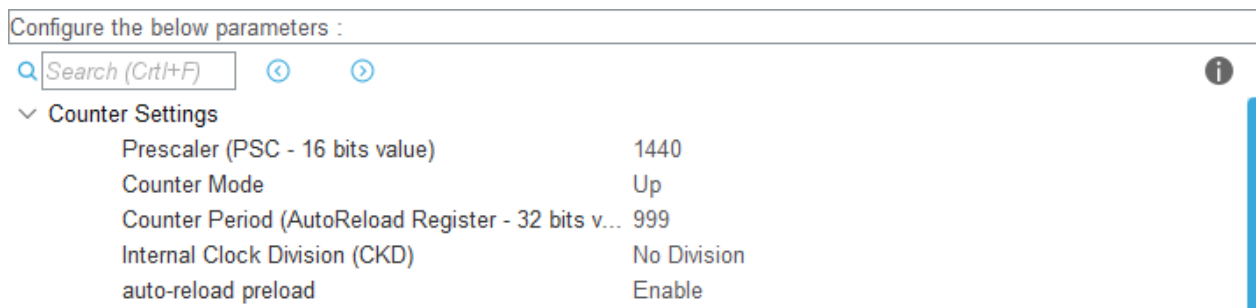 Configure the below parameters :
Search (Crtl+F)
Counter Settings
Prescaler (PSC - 16 bits value) 1440
Counter Mode Up
Counter Period (AutoReload Register - 32 bits v... 999
Internal Clock Division (CKD) No Division
auto-reload preload Enable